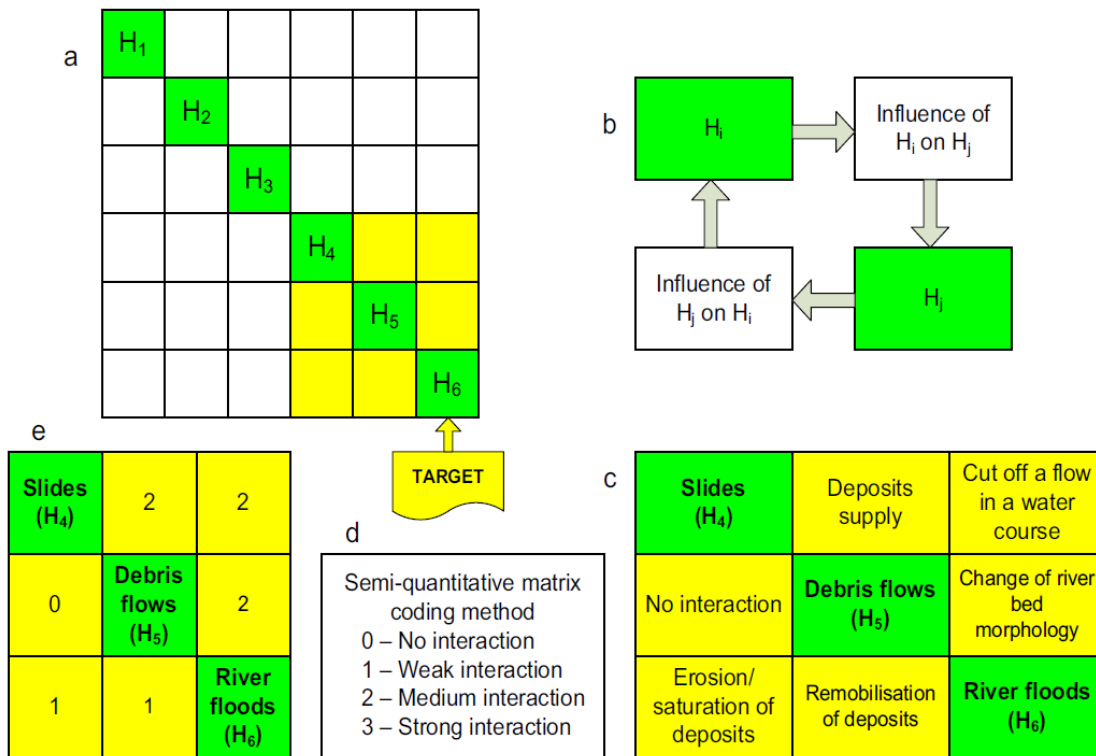 a
H₁
H₂
H₃
H₄
H₅
H₆
TARGET
b
Hᵢ
Influence of
Hᵢ on Hⱼ
Influence of
Hⱼ on Hᵢ
Hⱼ
e
Slides
(H₄)
2
2
0
Debris
flows
(H₅)
2
1
1
River
floods
(H₆)
d
Semi-quantitative matrix
coding method
0 – No interaction
1 – Weak interaction
2 – Medium interaction
3 – Strong interaction
c
Slides
(H₄)
Deposits
supply
Cut off a flow
in a water
course
No interaction
Debris flows
(H₅)
Change of river
bed
morphology
Erosion/
saturation of
deposits
Remobilisation
of deposits
River floods
(H₆)